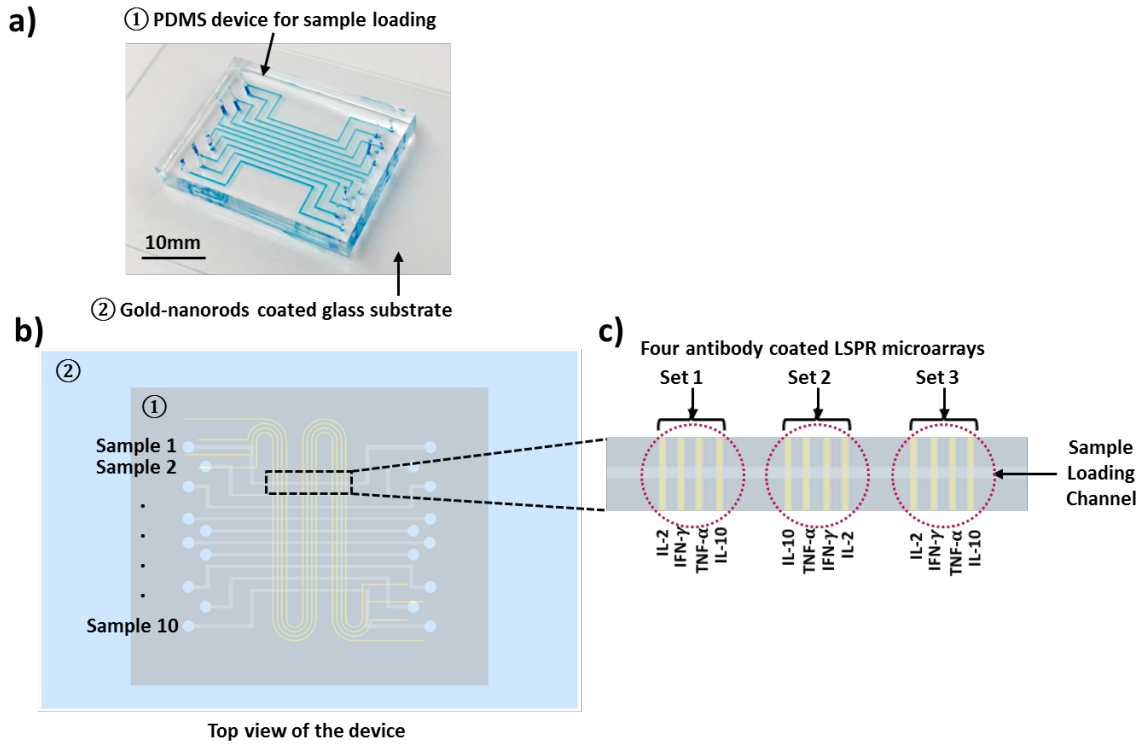 a)
① PDMS device for sample loading
10mm
② Gold-nanorods coated glass substrate
b)
②
①
Sample 1
Sample 2
Sample 10
Top view of the device
c)
Four antibody coated LSPR microarrays
Set 1
Set 2
Set 3
Sample
Loading
Channel
IL-2
IFN-γ
TNF-α
IL-10
IL-10
TNF-α
IFN-γ
IL-2
IL-2
IFN-γ
TNF-α
IL-10